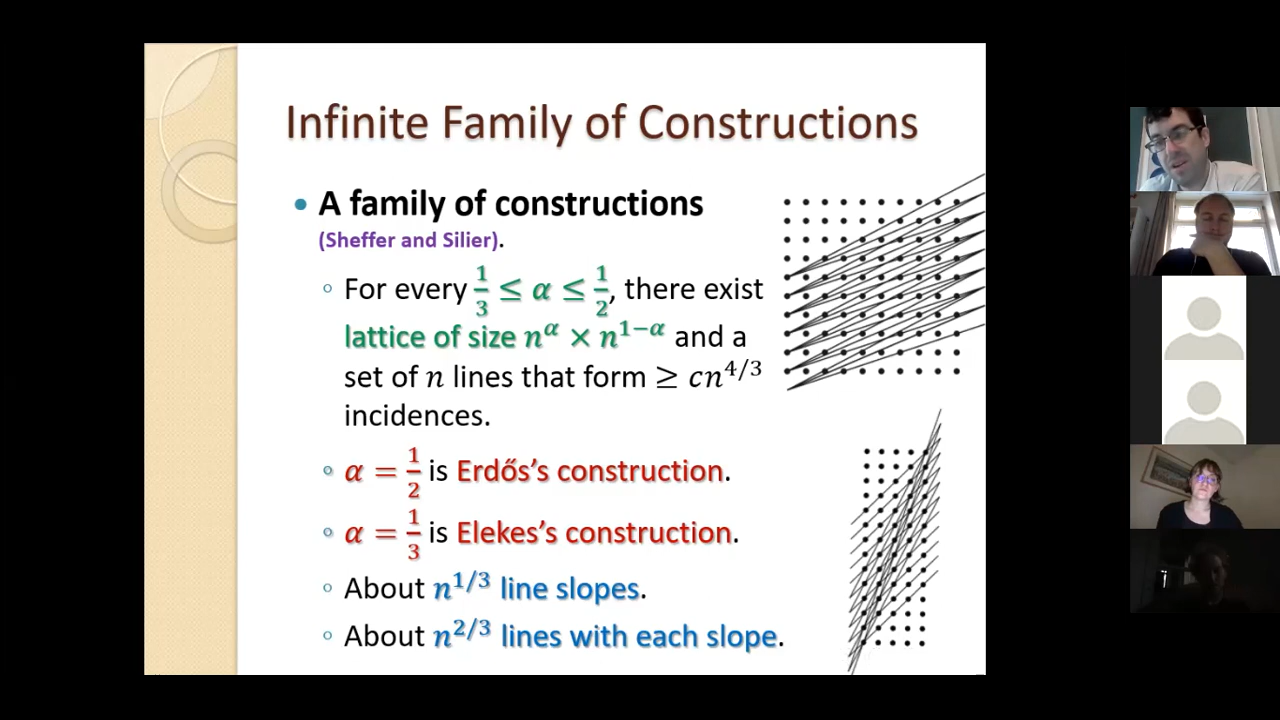 Infinite Family of Constructions
• A family of constructions
(Sheffer and Silier).
◦ For every 1/3 ≤ α ≤ 1/2, there exist
lattice of size n^α × n^{1−α} and a
set of n lines that form ≥ cn^{4/3}
incidences.
◦ α = 1/2 is Erdős's construction.
◦ α = 1/3 is Elekes's construction.
◦ About n^{1/3} line slopes.
◦ About n^{2/3} lines with each slope.